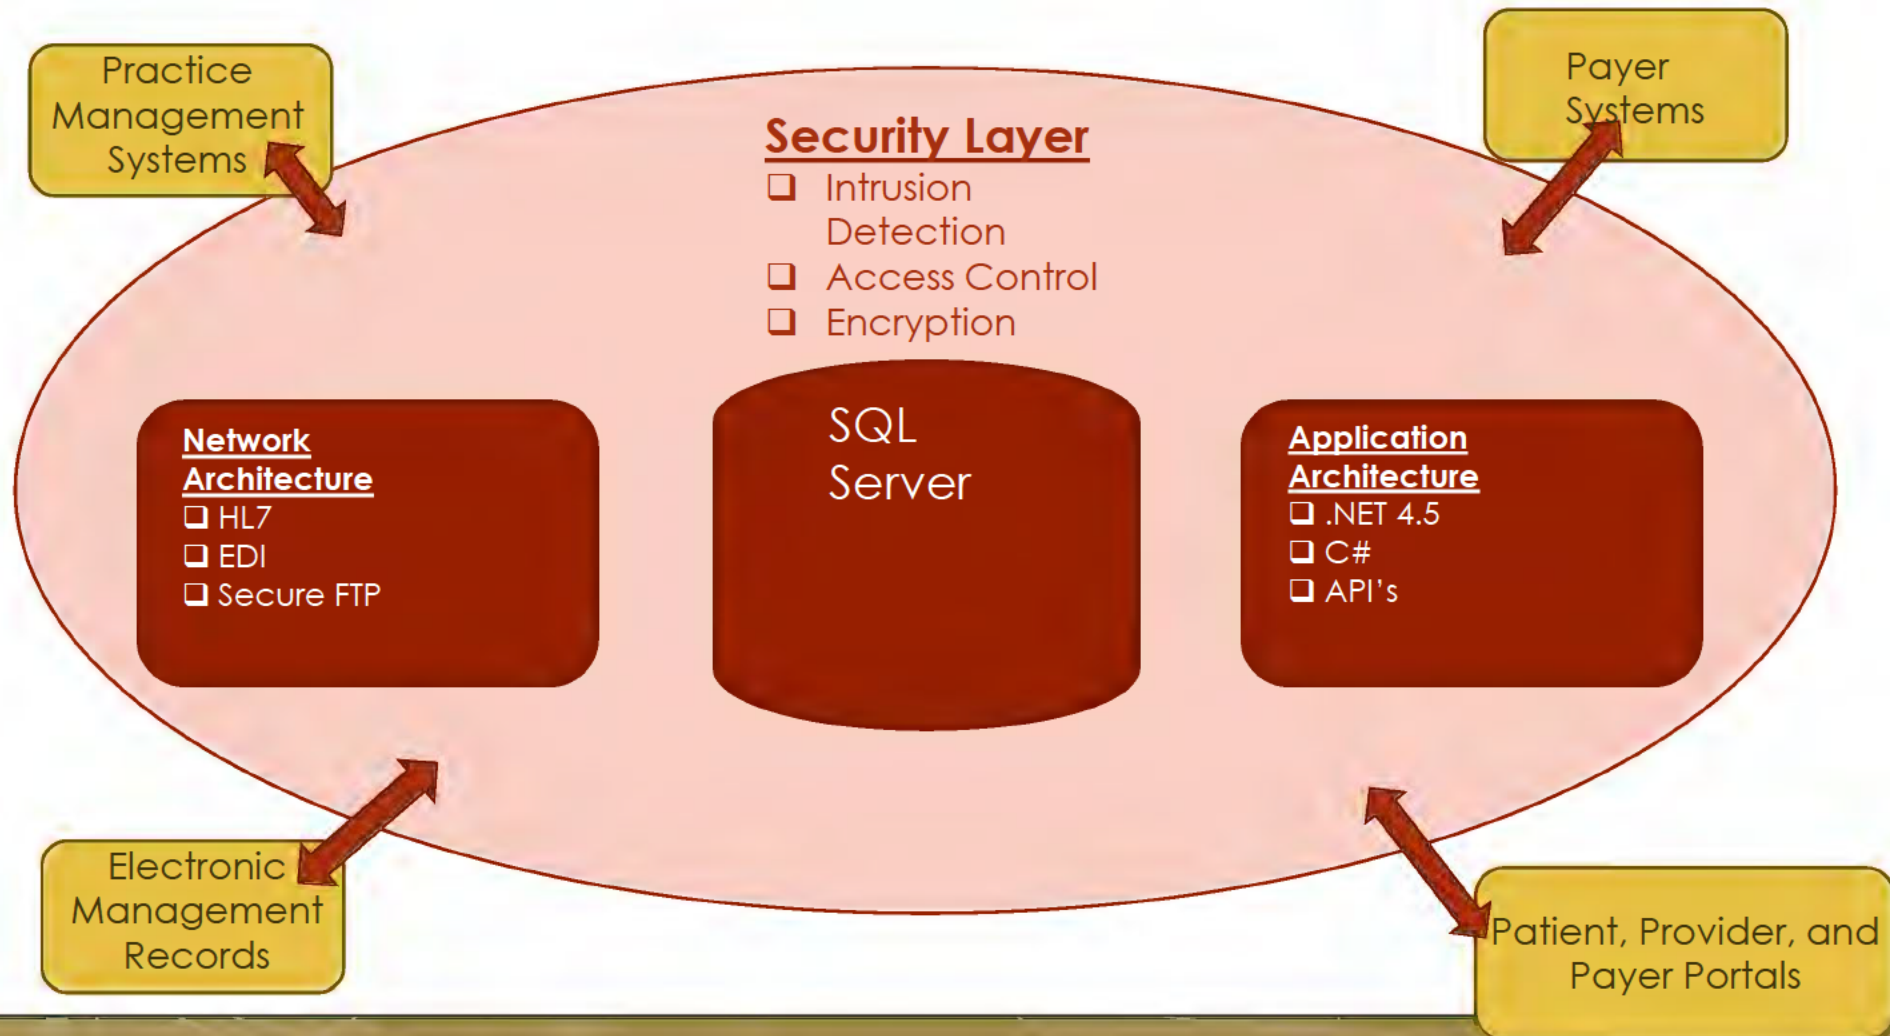 Practice
Management
Systems
Payer
Systems
Security Layer
❑ Intrusion
Detection
❑ Access Control
❑ Encryption
Network
Architecture
❑ HL7
❑ EDI
❑ Secure FTP
SQL
Server
Application
Architecture
❑ .NET 4.5
❑ C#
❑ API's
Electronic
Management
Records
Patient, Provider, and
Payer Portals